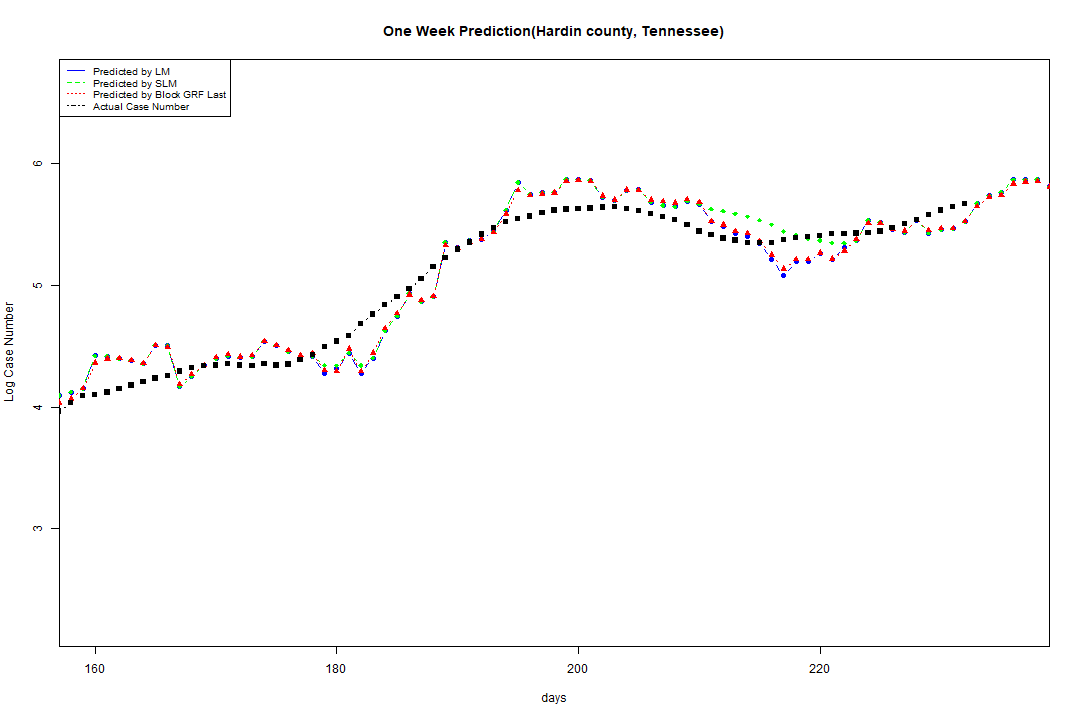 One Week Prediction(Hardin county, Tennessee)
Predicted by LM
Predicted by SLM
Predicted by Block GRF Last
Actual Case Number
6
5
4
3
Log Case Number
160 180 200 220
days